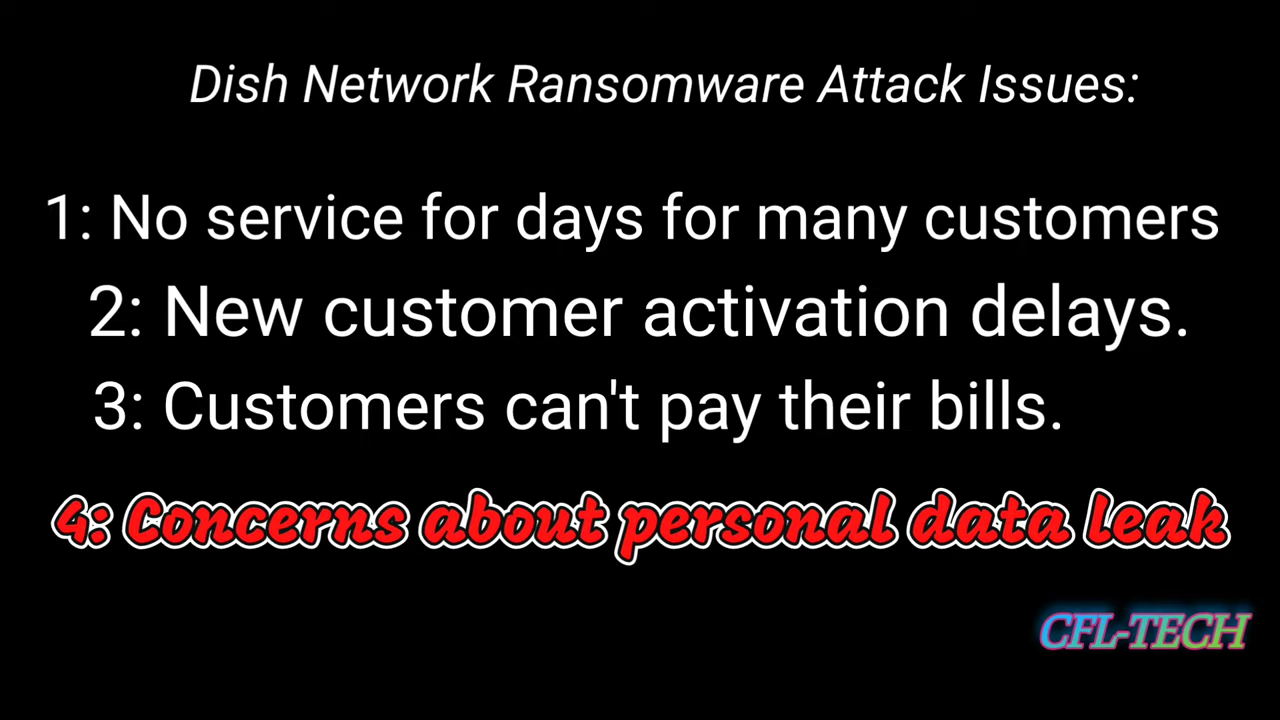 Dish Network Ransomware Attack Issues:
1: No service for days for many customers
2: New customer activation delays.
3: Customers can't pay their bills.
4: Concerns about personal data leak
CFL-TECH